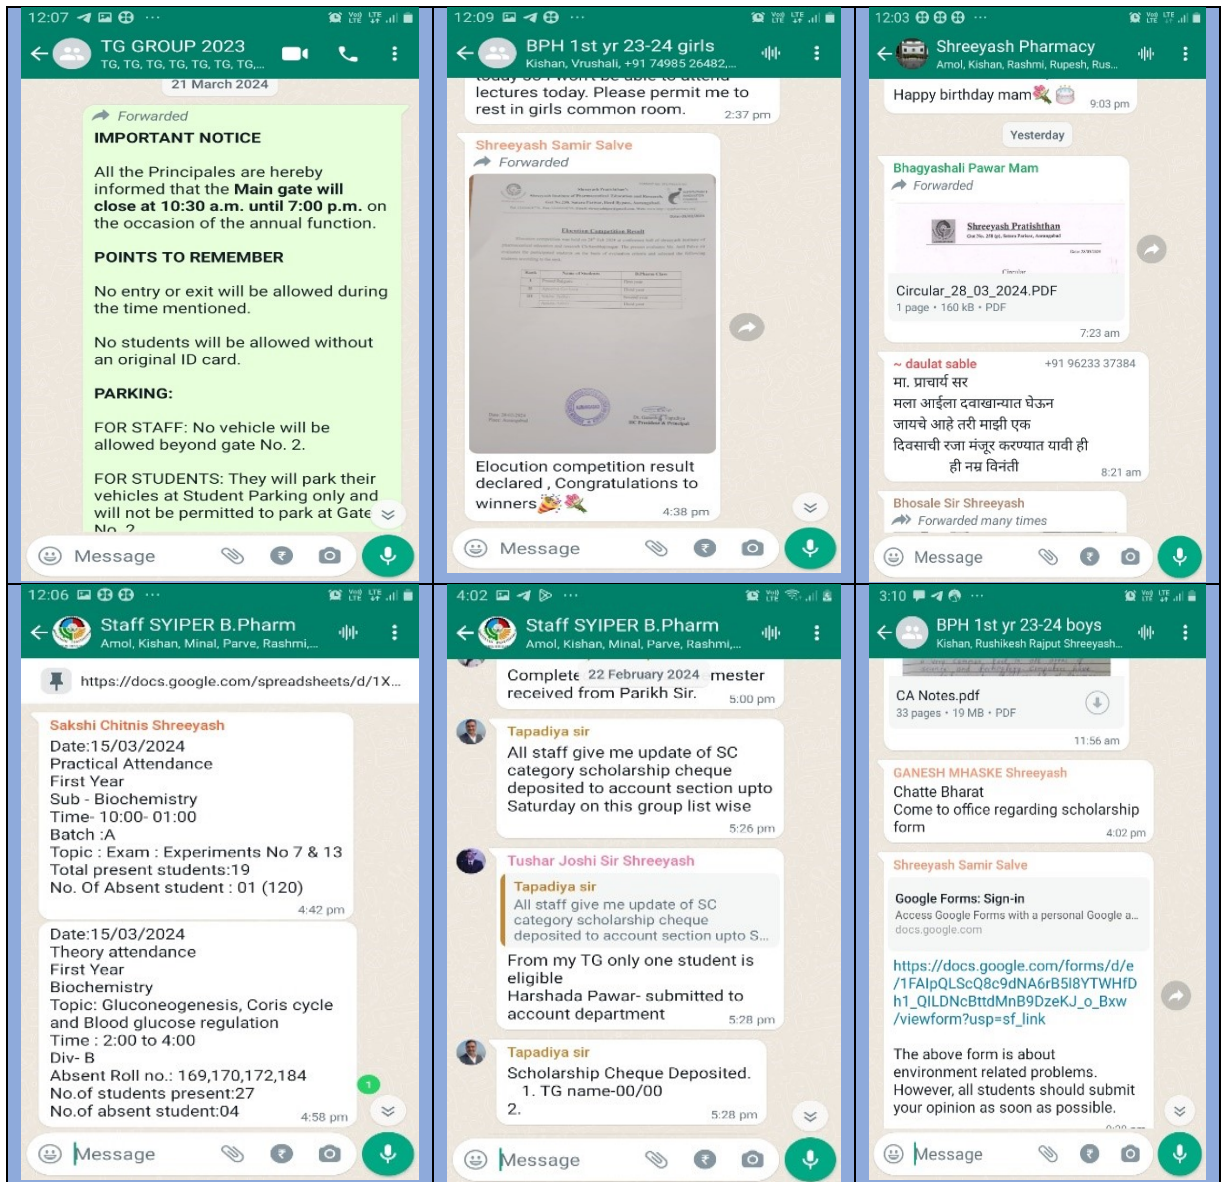 12:07
TG GROUP 2023
TG, TG, TG, TG, TG, TG, TG,...
21 March 2024
Forwarded
IMPORTANT NOTICE
All the Principales are hereby
informed that the Main gate will
close at 10:30 a.m. until 7:00 p.m. on
the occasion of the annual function.
POINTS TO REMEMBER
No entry or exit will be allowed during
the time mentioned.
No students will be allowed without
an original ID card.
PARKING:
FOR STAFF: No vehicle will be
allowed beyond gate No. 2.
FOR STUDENTS: They will park their
vehicles at Student Parking only and
will not be permitted to park at Gate
No. 2
Message
12:09
BPH 1st yr 23-24 girls
Kishan, Vrushali, +91 74985 26482,...
today so I won't be able to attend
lectures today. Please permit me to
rest in girls common room.
2:37 pm
Shreeyash Samir Salve
Forwarded
Elocution Competition Result
Elocution competition result
declared , Congratulations to
winners🎉💐
4:38 pm
Message
12:03
Shreeyash Pharmacy
Amol, Kishan, Rashmi, Rupesh, Rus...
Happy birthday mam💐🎂
9:03 pm
Yesterday
Bhagyashali Pawar Mam
Forwarded
Shreeyash Pratishthan
Circular
Circular_28_03_2024.PDF
1 page • 160 kB • PDF
7:23 am
~ daulat sable +91 96233 37384
मा. प्राचार्य सर
मला आईला दवाखान्यात घेऊन
जायचे आहे तरी माझी एक
दिवसाची रजा मंजूर करण्यात यावी ही
ही नम्र विनंती
8:21 am
Bhosale Sir Shreeyash
Forwarded many times
Message
12:06
Staff SYIPER B.Pharm
Amol, Kishan, Minal, Parve, Rashmi,...
https://docs.google.com/spreadsheets/d/1X...
Sakshi Chitnis Shreeyash
Date:15/03/2024
Practical Attendance
First Year
Sub - Biochemistry
Time- 10:00- 01:00
Batch :A
Topic : Exam : Experiments No 7 & 13
Total present students:19
No. Of Absent student : 01 (120)
4:42 pm
Date:15/03/2024
Theory attendance
First Year
Biochemistry
Topic: Gluconeogenesis, Coris cycle
and Blood glucose regulation
Time : 2:00 to 4:00
Div- B
Absent Roll no.: 169,170,172,184
No.of students present:27
No.of absent student:04
4:58 pm
1
Message
4:02
Staff SYIPER B.Pharm
Amol, Kishan, Minal, Parve, Rashmi,...
22 February 2024
Complete mester
received from Parikh Sir.
5:00 pm
Tapadiya sir
All staff give me update of SC
category scholarship cheque
deposited to account section upto
Saturday on this group list wise
5:26 pm
Tushar Joshi Sir Shreeyash
Tapadiya sir
All staff give me update of SC
category scholarship cheque
deposited to account section upto S...
From my TG only one student is
eligible
Harshada Pawar- submitted to
account department
5:28 pm
Tapadiya sir
Scholarship Cheque Deposited.
1. TG name-00/00
2.
5:28 pm
Message
3:10
BPH 1st yr 23-24 boys
Kishan, Rushikesh Rajput Shreeyash...
CA Notes.pdf
33 pages • 19 MB • PDF
11:56 am
GANESH MHASKE Shreeyash
Chatte Bharat
Come to office regarding scholarship
form
4:02 pm
Shreeyash Samir Salve
Google Forms: Sign-in
Access Google Forms with a personal Google a...
docs.google.com
https://docs.google.com/forms/d/e
/1FAIpQLScQ8c9dNA6rB5l8YTWHfD
h1_QILDNcBttdMnB9DzeKJ_o_Bxw
/viewform?usp=sf_link
The above form is about
environment related problems.
However, all students should submit
your opinion as soon as possible.
Message